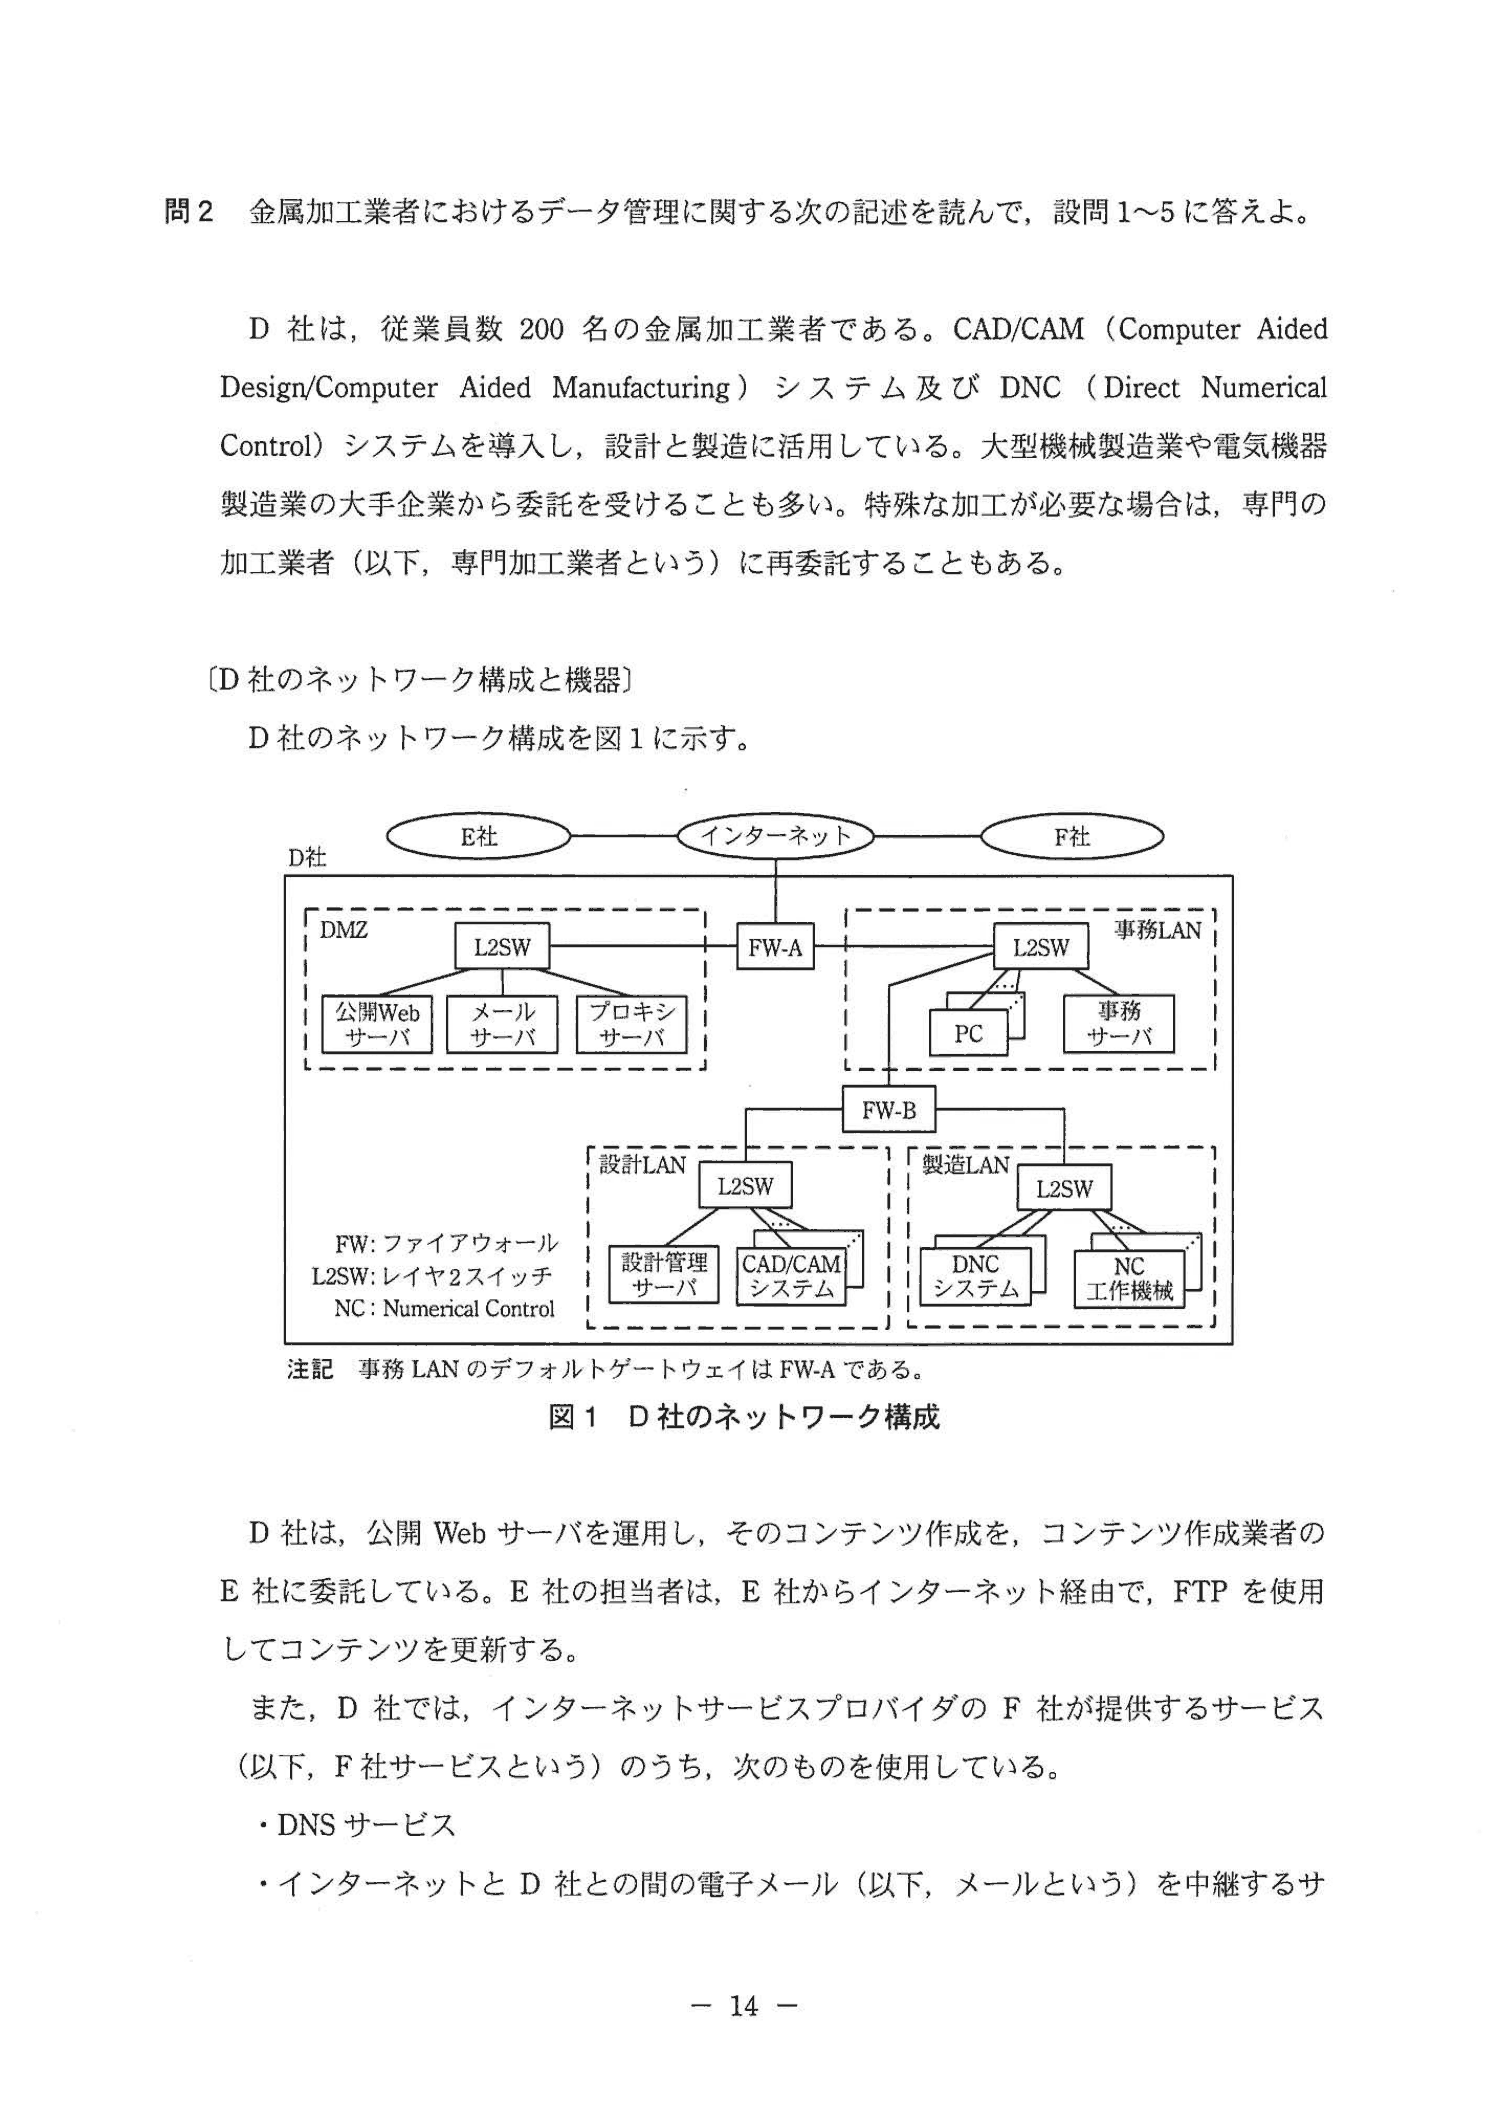 問2 金属加工業者におけるデータ管理に関する次の記述を読んで，設問1～5に答えよ。
D 社は，従業員数 200 名の金属加工業者である。CAD/CAM（Computer Aided
Design/Computer Aided Manufacturing）システム及び DNC（Direct Numerical
Control）システムを導入し，設計と製造に活用している。大型機械製造業や電気機器
製造業の大手企業から委託を受けることも多い。特殊な加工が必要な場合は，専門の
加工業者（以下，専門加工業者という）に再委託することもある。
〔D 社のネットワーク構成と機器〕
D 社のネットワーク構成を図1に示す。
E社
インターネット
F社
D社
DMZ
L2SW
FW-A
L2SW
事務LAN
公開Web
サーバ
メール
サーバ
プロキシ
サーバ
PC
事務
サーバ
FW-B
設計LAN
L2SW
製造LAN
L2SW
設計管理
サーバ
CAD/CAM
システム
DNC
システム
NC
工作機械
FW: ファイアウォール
L2SW: レイヤ2スイッチ
NC: Numerical Control
注記 事務 LAN のデフォルトゲートウェイは FW-A である。
図1 D社のネットワーク構成
D 社は，公開 Web サーバを運用し，そのコンテンツ作成を，コンテンツ作成業者の
E 社に委託している。E 社の担当者は，E 社からインターネット経由で，FTP を使用
してコンテンツを更新する。
また，D 社では，インターネットサービスプロバイダの F 社が提供するサービス
（以下，F 社サービスという）のうち，次のものを使用している。
・DNS サービス
・インターネットと D 社との間の電子メール（以下，メールという）を中継するサ
－ 14 －